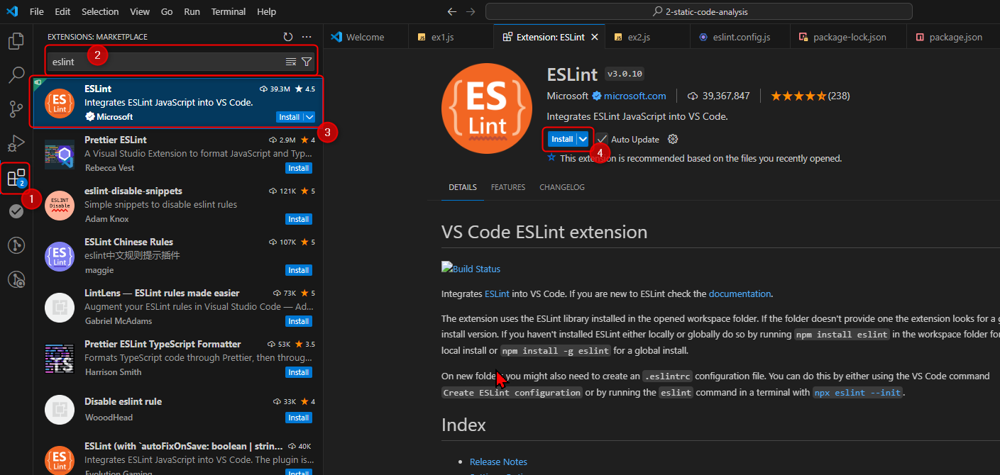 File Edit Selection View Go Run Terminal Help
2-static-code-analysis
EXTENSIONS: MARKETPLACE
Welcome
ex1.js
Extension: ESLint
ex2.js
eslint.config.js
package-lock.json
package.json
eslint
2
ESLint 39.3M 4.5
Integrates ESLint JavaScript into VS Code.
Microsoft Install
3
Prettier ESLint 2.9M 4
A Visual Studio Extension to format JavaScript and Typ...
Rebecca Vest Install
2
1
eslint-disable-snippets 121K 5
Simple snippets to disable eslint rules
Adam Knox Install
ESLINT
Disable
ESLint Chinese Rules 107K 5
eslint中文规则提示插件
maggie Install
ES
Lint
LintLens — ESLint rules made easier 73K 5
Augment your ESLint rules in Visual Studio Code — Ad...
Gabriel McAdams Install
Prettier ESLint TypeScript Formatter 53K 3.5
Formats TypeScript code through Prettier, then throug...
Harrison Smith Install
TS
Disable eslint rule 33K 4
WooodHead Install
ESLint (with `autoFixOnSave: boolean | strin... 40K
Integrates ESLint JavaScript into VS Code. The plugin is...
Evolution Gaming Install
ES
Lint
ES
Lint
ES
Lint
ESLint v3.0.10
Microsoft microsoft.com 39,367,847 (238)
Integrates ESLint JavaScript into VS Code.
Install Auto Update
4
This extension is recommended based on the files you recently opened.
DETAILS FEATURES CHANGELOG
VS Code ESLint extension
Build Status
Integrates ESLint into VS Code. If you are new to ESLint check the documentation.
The extension uses the ESLint library installed in the opened workspace folder. If the folder doesn't provide one the extension looks for a
install version. If you haven't installed ESLint either locally or globally do so by running npm install eslint in the workspace folder for
local install or npm install -g eslint for a global install.
On new folders you might also need to create an .eslintrc configuration file. You can do this by either using the VS Code command
Create ESLint configuration or by running the eslint command in a terminal with npx eslint --init.
Index
Release Notes